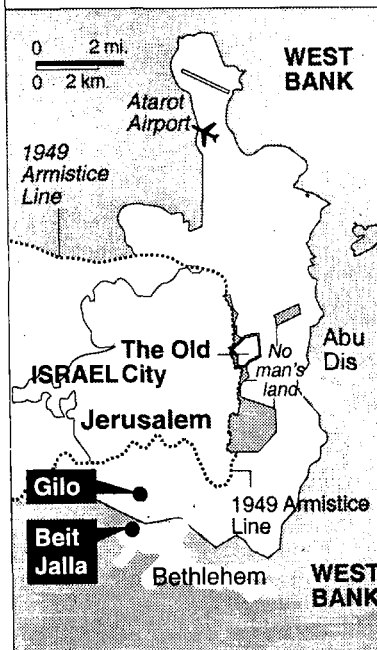 0 2 mi.
0 2 km.
WEST
BANK
Atarot
Airport
1949
Armistice
Line
The Old
City
No
man's
land
Abu
Dis
ISRAEL
Jerusalem
Gilo
1949 Armistice
Line
Beit
Jalla
Bethlehem
WEST
BANK